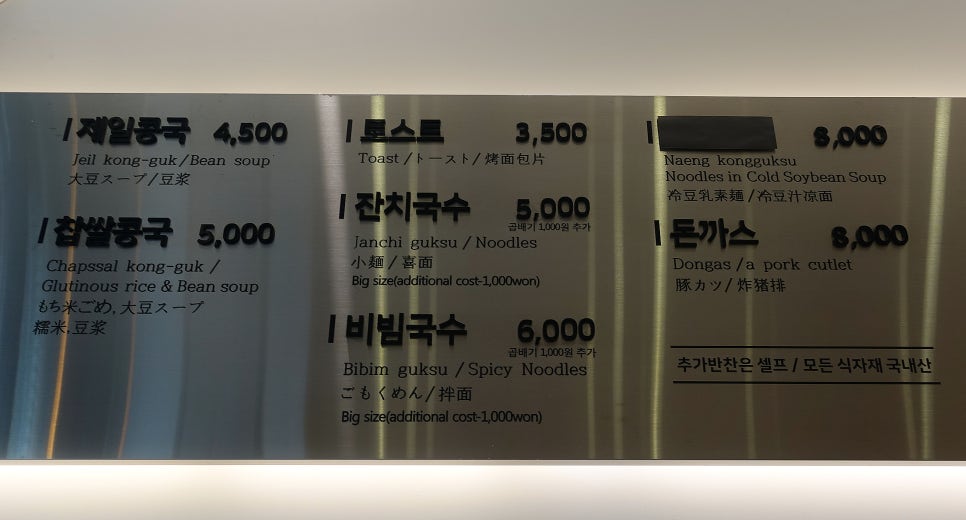 제일콩국 4,500
Jeil kong-guk/Bean soup
大豆スープ/豆浆
찹쌀콩국 5,000
Chapssal kong-guk /
Glutinous rice & Bean soup
もち米ごめ, 大豆スープ
糯米,豆浆
토스트 3,500
Toast /トースト/烤面包片
잔치국수 5,000
곱배기 1,000원 추가
Janchi guksu / Noodles
小麺 / 喜面
Big size(additional cost-1,000won)
비빔국수 6,000
곱배기 1,000원 추가
Bibim guksu / Spicy Noodles
ごもくめん/拌面
Big size(additional cost-1,000won)
8,000
Naeng kongguksu
Noodles in Cold Soybean Soup
冷豆乳素麺/冷豆汁凉面
돈까스 8,000
Dongas /a pork cutlet
豚カツ/炸猪排
추가반찬은 셀프 / 모든 식자재 국내산